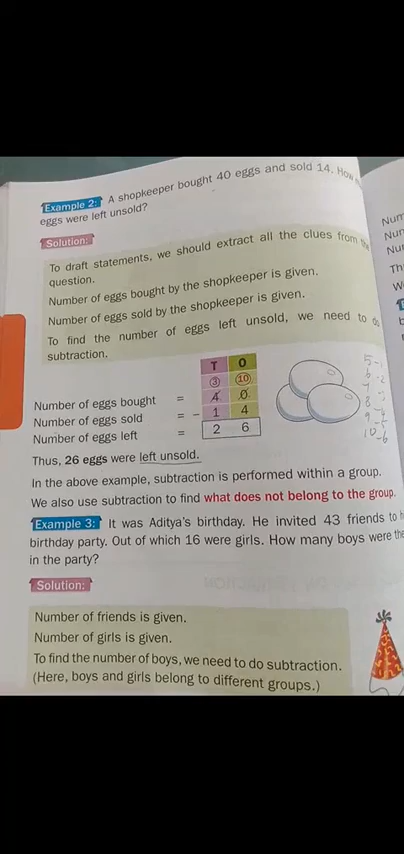 Example 2: A shopkeeper bought 40 eggs and sold 14. How
eggs were left unsold?
Solution:
To draft statements, we should extract all the clues from the
question.
Number of eggs bought by the shopkeeper is given.
Number of eggs sold by the shopkeeper is given.
To find the number of eggs left unsold, we need to do
subtraction.
T O
3 10
Number of eggs bought = 4 0
Number of eggs sold = – 1 4
Number of eggs left = 2 6
Thus, 26 eggs were left unsold.
In the above example, subtraction is performed within a group.
We also use subtraction to find what does not belong to the group.
Example 3: It was Aditya's birthday. He invited 43 friends to
birthday party. Out of which 16 were girls. How many boys were
in the party?
Solution:
Number of friends is given.
Number of girls is given.
To find the number of boys, we need to do subtraction.
(Here, boys and girls belong to different groups.)